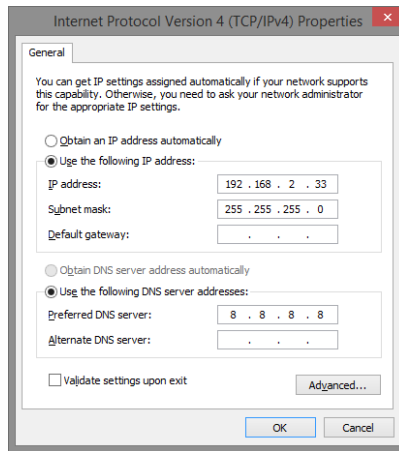 Internet Protocol Version 4 (TCP/IPv4) Properties
General
You can get IP settings assigned automatically if your network supports
this capability. Otherwise, you need to ask your network administrator
for the appropriate IP settings.
Obtain an IP address automatically
Use the following IP address:
IP address: 192 . 168 . 2 . 33
Subnet mask: 255 . 255 . 255 . 0
Default gateway: . . .
Obtain DNS server address automatically
Use the following DNS server addresses:
Preferred DNS server: 8 . 8 . 8 . 8
Alternate DNS server: . . .
Validate settings upon exit
Advanced...
OK Cancel